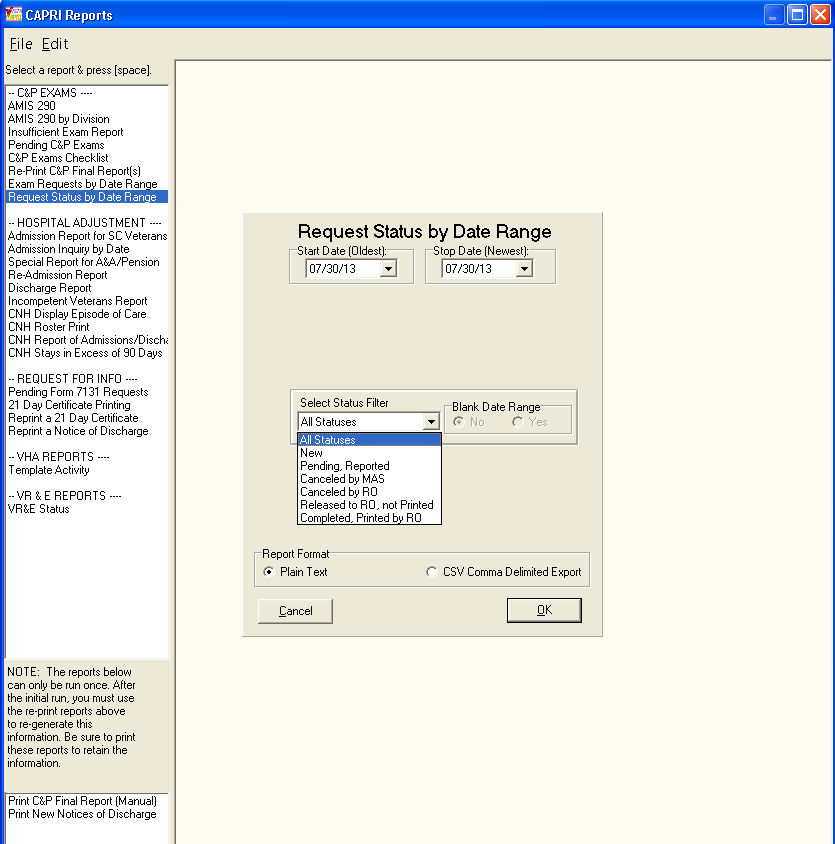 CAPRI Reports
File Edit
Select a report & press [space].
-- C&P EXAMS ----
AMIS 290
AMIS 290 by Division
Insufficient Exam Report
Pending C&P Exams
C&P Exams Checklist
Re-Print C&P Final Report(s)
Exam Requests by Date Range
Request Status by Date Range
-- HOSPITAL ADJUSTMENT ----
Admission Report for SC Veterans
Admission Inquiry by Date
Special Report for A&A/Pension
Re-Admission Report
Discharge Report
Incompetent Veterans Report
CNH Display Episode of Care
CNH Roster Print
CNH Report of Admissions/Discha
CNH Stays in Excess of 90 Days
-- REQUEST FOR INFO ----
Pending Form 7131 Requests
21 Day Certificate Printing
Reprint a 21 Day Certificate
Reprint a Notice of Discharge
-- VHA REPORTS ----
Template Activity
-- VR & E REPORTS ----
VR&E Status
NOTE: The reports below
can only be run once. After
the initial run, you must use
the re-print reports above
to re-generate this
information. Be sure to print
these reports to retain the
information.
Print C&P Final Report (Manual)
Print New Notices of Discharge
Request Status by Date Range
Start Date (Oldest): Stop Date (Newest):
07/30/13 07/30/13
Select Status Filter
All Statuses
Blank Date Range
No Yes
All Statuses
New
Pending, Reported
Canceled by MAS
Canceled by RO
Released to RO, not Printed
Completed, Printed by RO
Report Format
Plain Text CSV Comma Delimited Export
Cancel OK